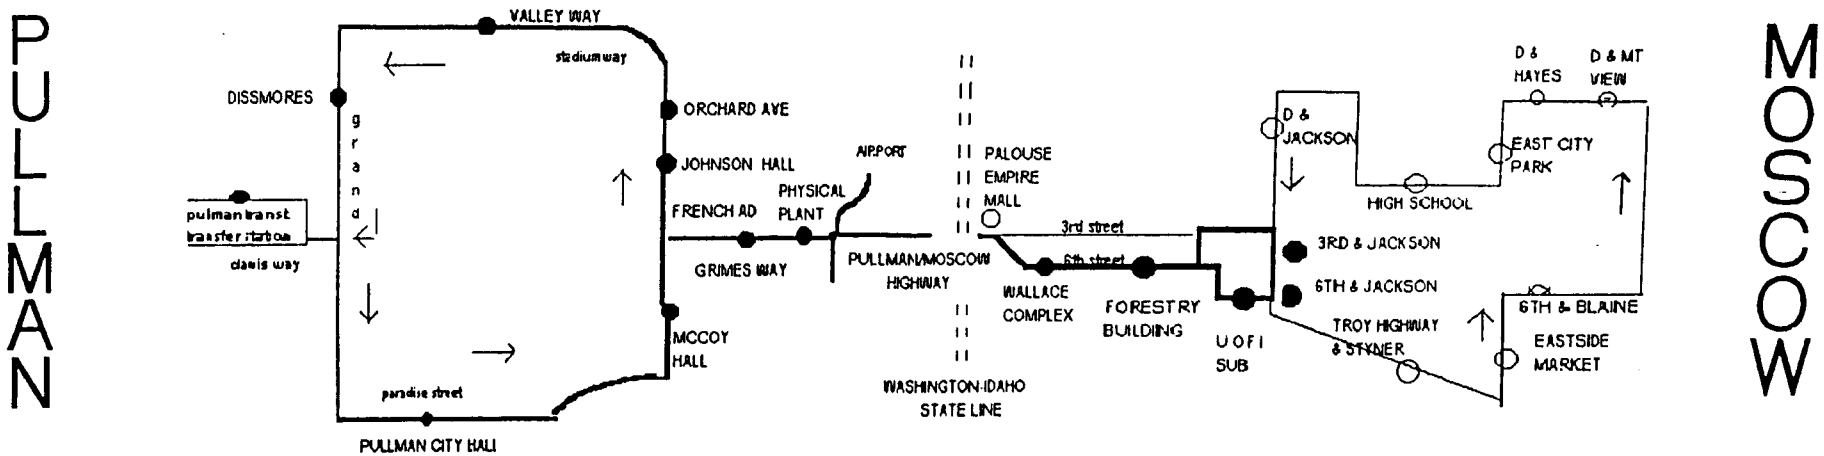 PULLMAN
VALLEY WAY
stadium way
DISSMORES
grand
ORCHARD AVE
JOHNSON HALL
AIRPORT
PHYSICAL
PLANT
FRENCH AD
pulman transt.
transfer station
davis way
GRIMES WAY
PULLMAN/MOSCOW
HIGHWAY
MCCOY
HALL
paradise street
PULLMAN CITY HALL
WASHINGTON-IDAHO
STATE LINE
PALOUSE
EMPIRE
MALL
3rd street
6th street
WALLACE
COMPLEX
FORESTRY
BUILDING
U OF I
SUB
D &
JACKSON
3RD & JACKSON
6TH & JACKSON
TROY HIGHWAY
& STYNER
HIGH SCHOOL
D &
HAYES
D & MT
VIEW
EAST CITY
PARK
6TH & BLAINE
EASTSIDE
MARKET
MOSCOW